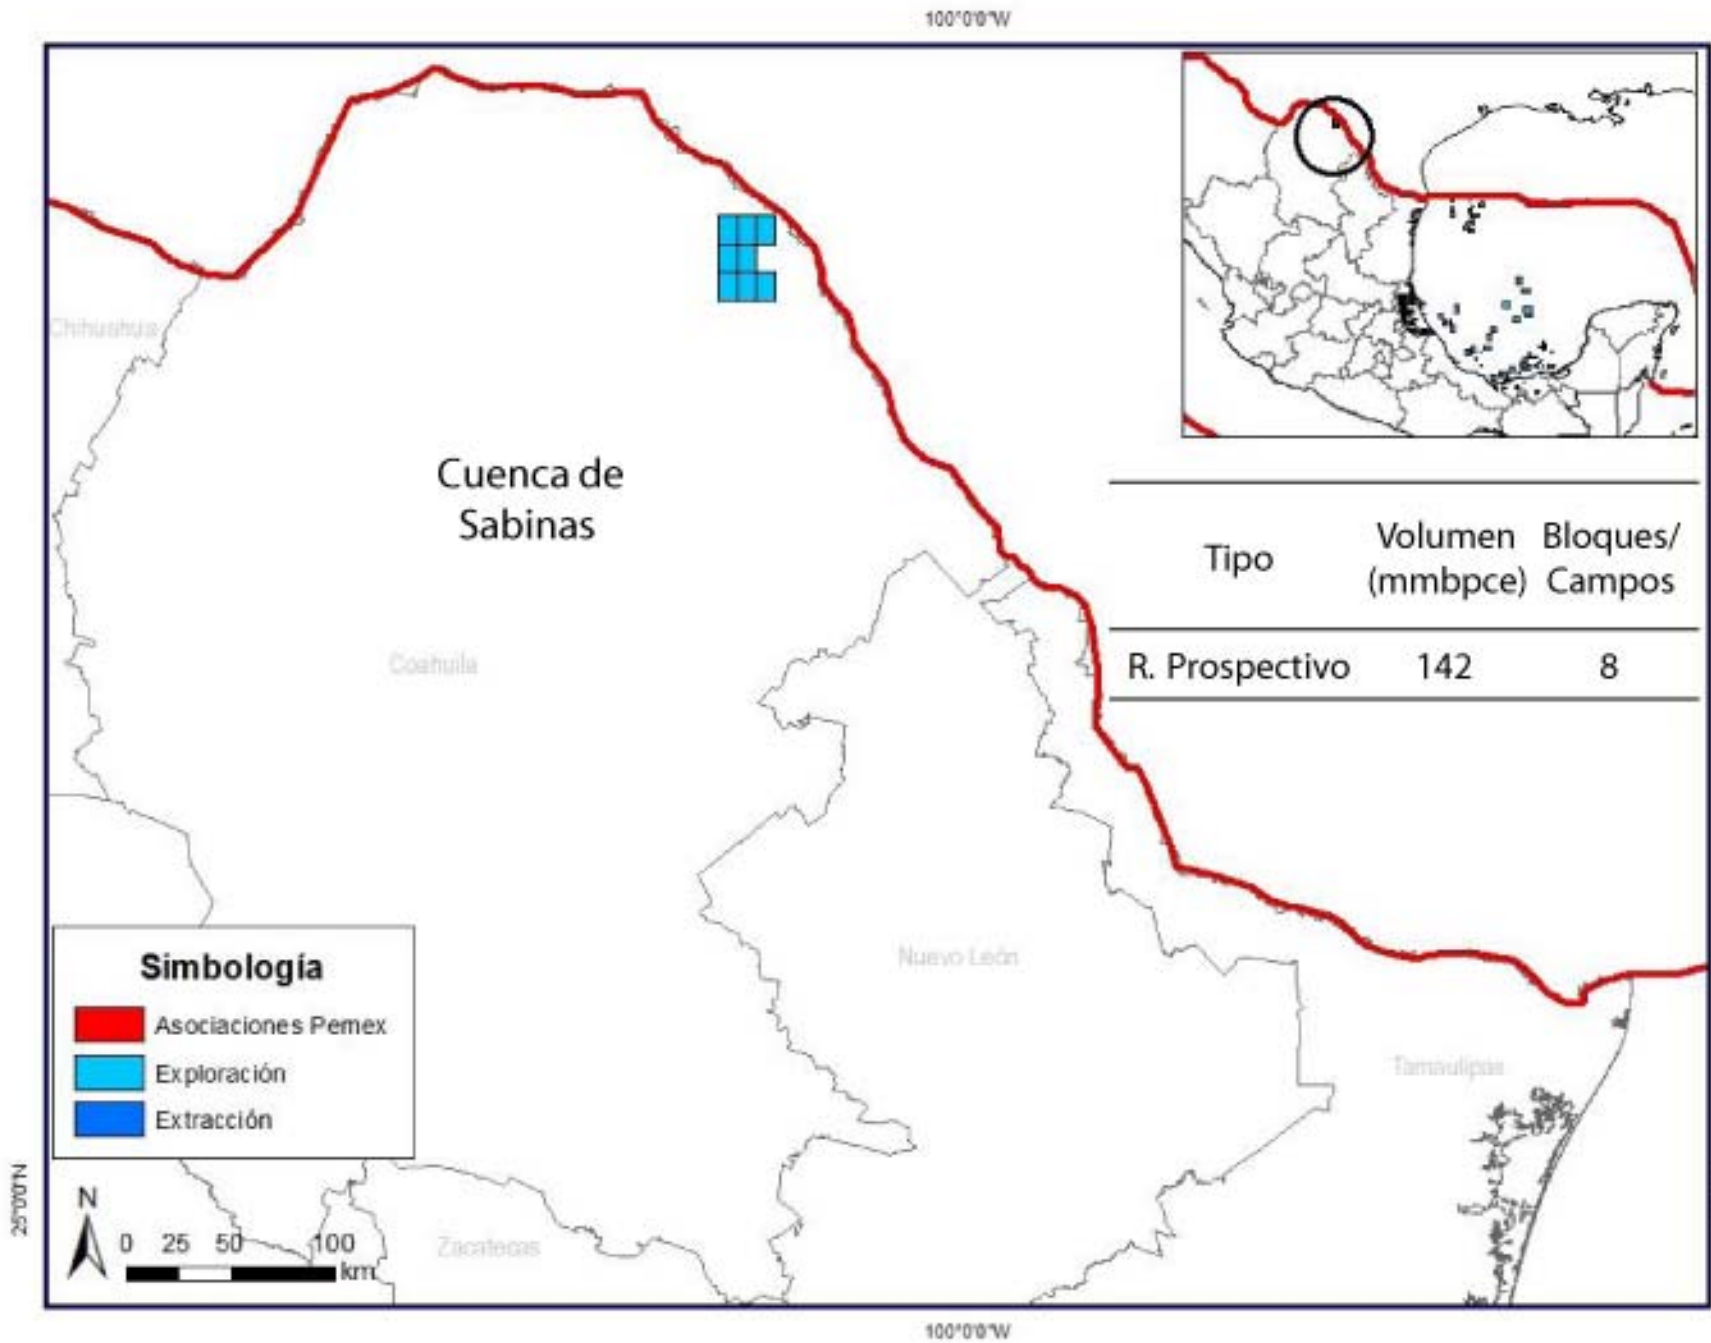 100°0'0"W
Chihuahua
Cuenca de
Sabinas
Tipo
Volumen
(mmbpce)
Bloques/
Campos
R. Prospectivo 142 8
Coahuila
Nuevo León
Simbología
Asociaciones Pemex
Exploración
Extracción
Tamaulipas
25°0'0"N
N
0 25 50 100
km
Zacatecas
100°0'0"W